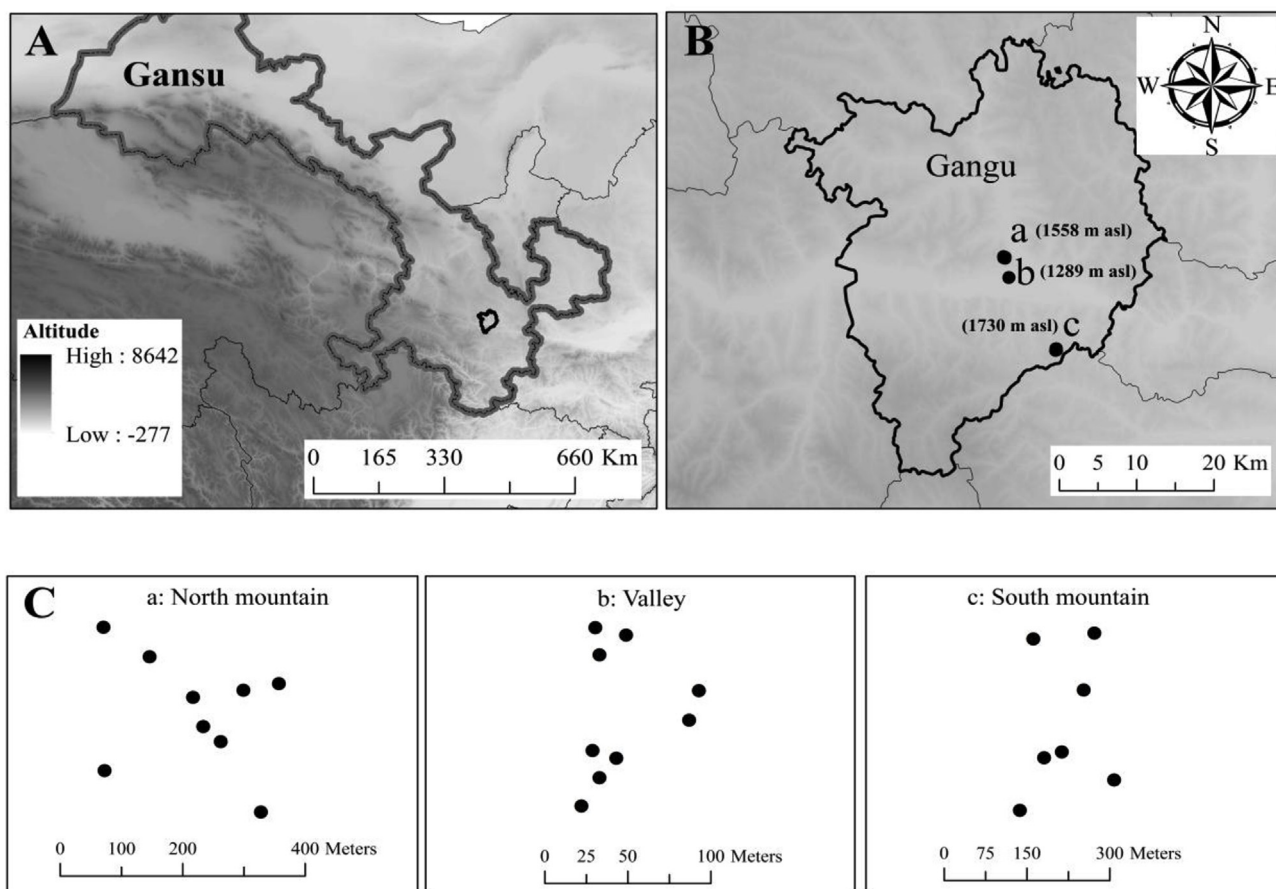 A
Gansu
Altitude
High : 8642
Low : -277
0 165 330 660 Km
B
N
W E
S
Gangu
a (1558 m asl)
b (1289 m asl)
(1730 m asl) c
0 5 10 20 Km
C
a: North mountain
0 100 200 400 Meters
b: Valley
0 25 50 100 Meters
c: South mountain
0 75 150 300 Meters